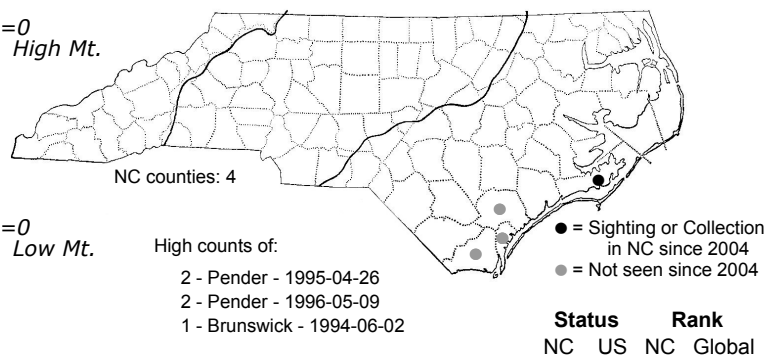 =0
High Mt.
NC counties: 4
=0
Low Mt.
High counts of:
2 - Pender - 1995-04-26
2 - Pender - 1996-05-09
1 - Brunswick - 1994-06-02
● = Sighting or Collection
in NC since 2004
● = Not seen since 2004
Status Rank
NC US NC Global